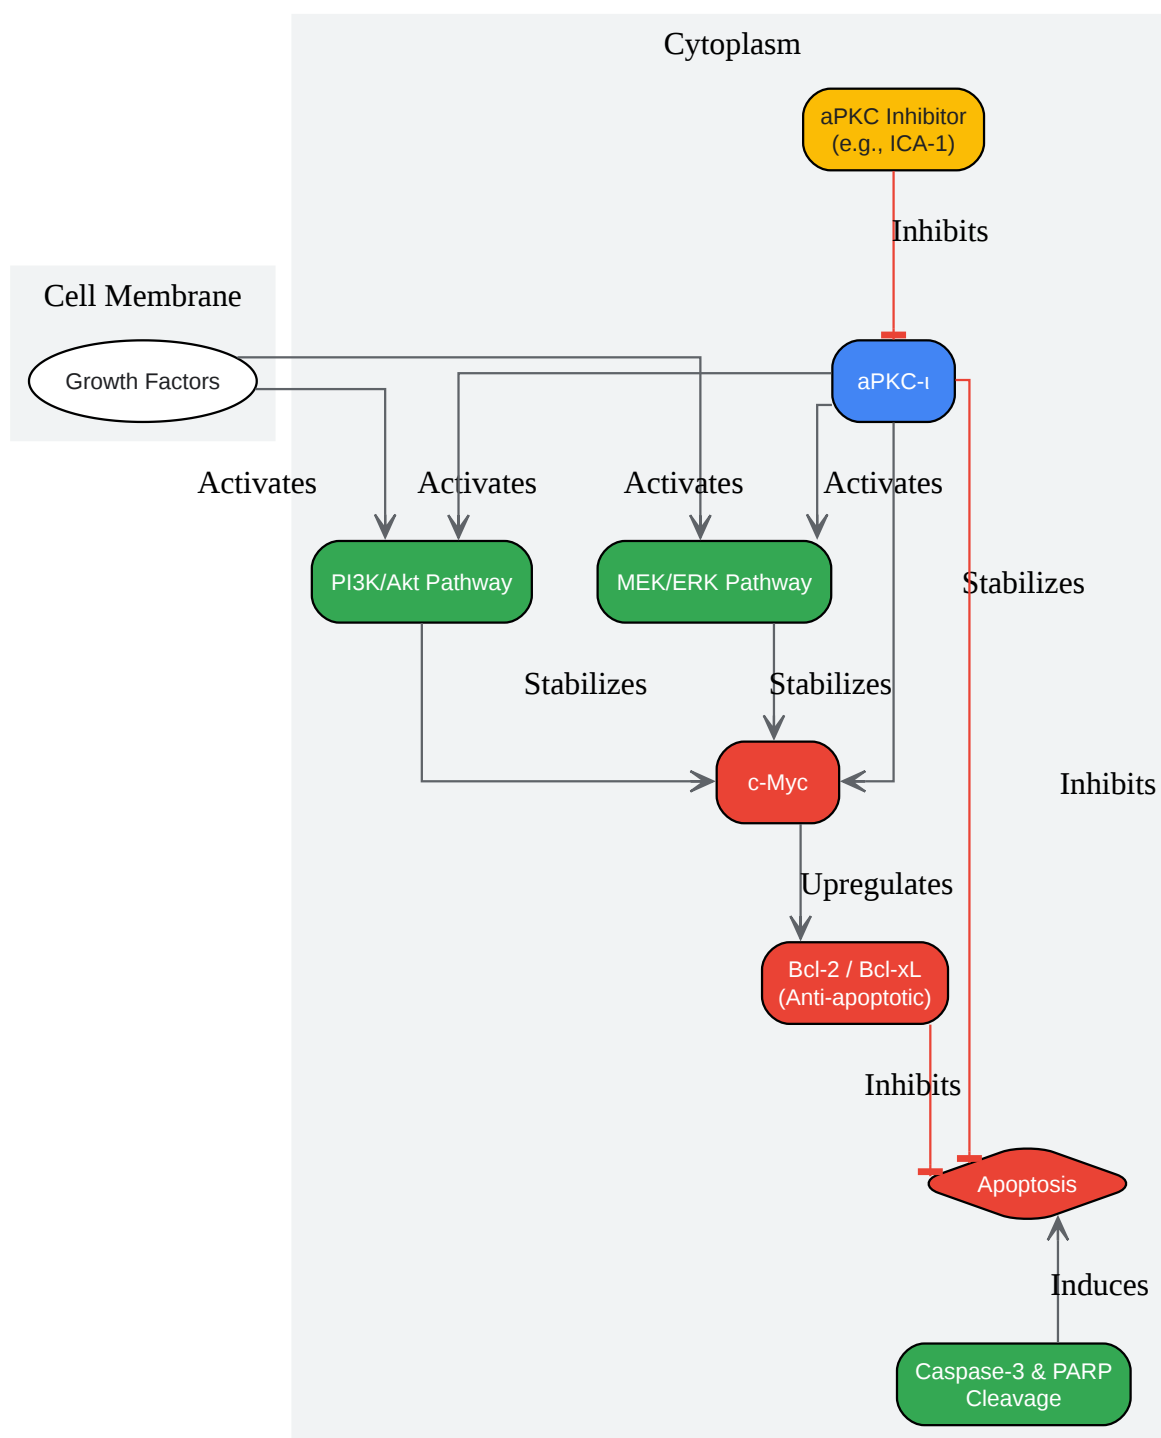 Cytoplasm
aPKC Inhibitor
(e.g., ICA-1)
Inhibits
Cell Membrane
Growth Factors
aPKC-ι
Activates
Activates
Activates
Activates
PI3K/Akt Pathway
MEK/ERK Pathway
Stabilizes
Stabilizes
Stabilizes
c-Myc
Inhibits
Upregulates
Bcl-2 / Bcl-xL
(Anti-apoptotic)
Inhibits
Apoptosis
Induces
Caspase-3 & PARP
Cleavage